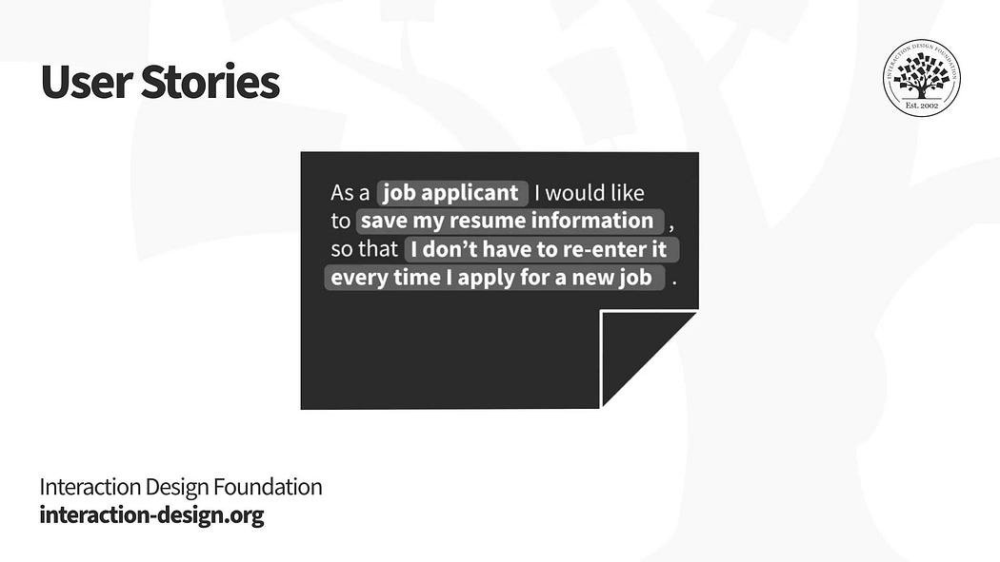 User Stories
INTERACTION DESIGN FOUNDATION
Est. 2002
As a job applicant I would like
to save my resume information ,
so that I don’t have to re-enter it
every time I apply for a new job .
Interaction Design Foundation
interaction-design.org